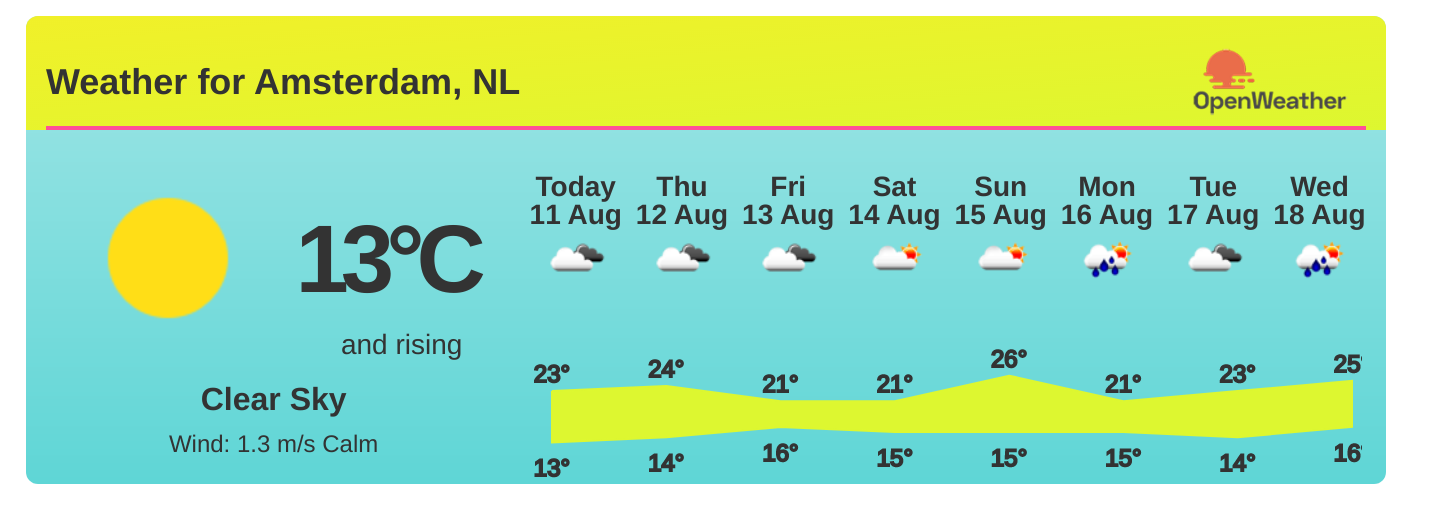 Weather for Amsterdam, NL
OpenWeather
13°C
and rising
Clear Sky
Wind: 1.3 m/s Calm
Today Thu Fri Sat Sun Mon Tue Wed
11 Aug 12 Aug 13 Aug 14 Aug 15 Aug 16 Aug 17 Aug 18 Aug
23° 24° 21° 21° 26° 21° 23° 25°
13° 14° 16° 15° 15° 15° 14° 16